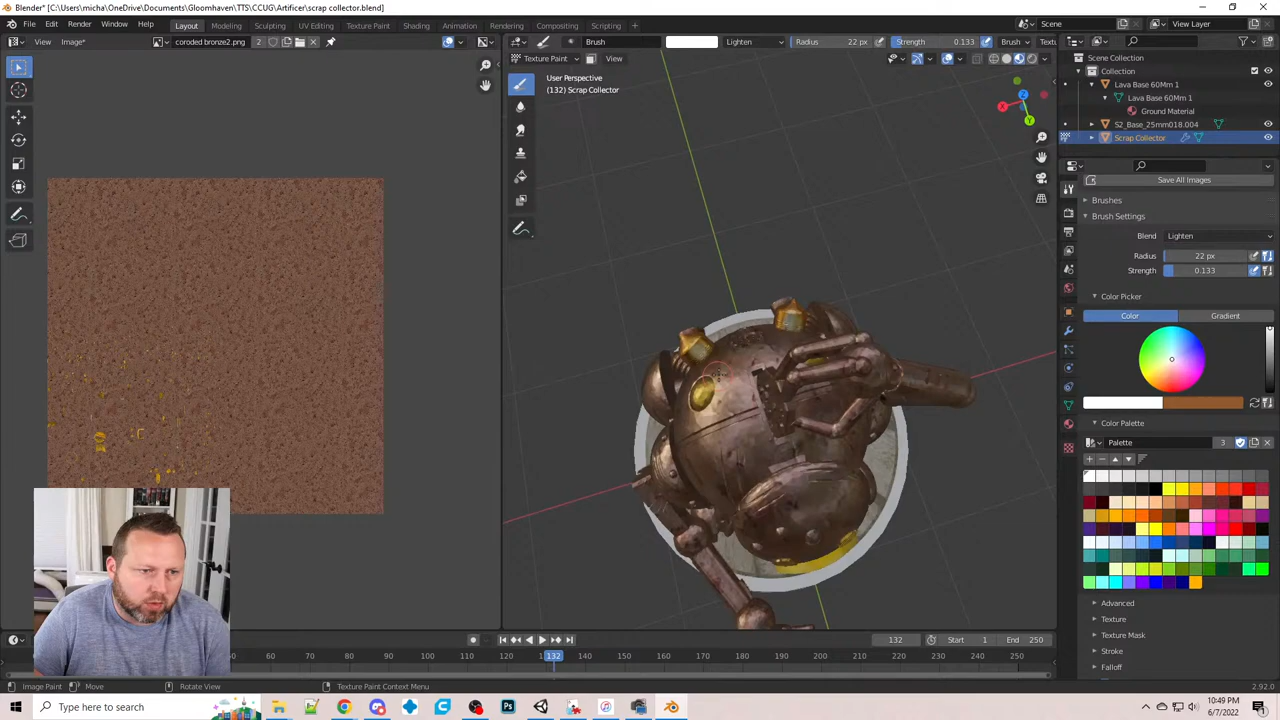 Blender* [C:\Users\micha\OneDrive\Documents\Gloomhaven\TTS\CCUG\Artificer\scrap collector.blend]
File Edit Render Window Help Layout Modeling Sculpting UV Editing Texture Paint Shading Animation Rendering Compositing Scripting + Scene View Layer
View Image* coroded bronze2.png 2 Brush Lighten Radius 22 px Strength 0.133 Brush Textu
Texture Paint View
User Perspective
(132) Scrap Collector
Scene Collection
Collection
Lava Base 60Mm 1
Lava Base 60Mm 1
Ground Material
S2_Base_25mm018.004
Scrap Collector
Save All Images
Brushes
Brush Settings
Blend Lighten
Radius 22 px
Strength 0.133
Color Picker
Color Gradient
Color Palette
Palette 3
Advanced
Texture
Texture Mask
Stroke
Falloff
132 Start 1 End 250
50 60 70 80 90 100 110 120 132 140 150 160 170 180 190 200 210 220 230 240 250
Image Paint Move Rotate View Texture Paint Context Menu 2.92.0
Type here to search
10:49 PM
6/7/2022